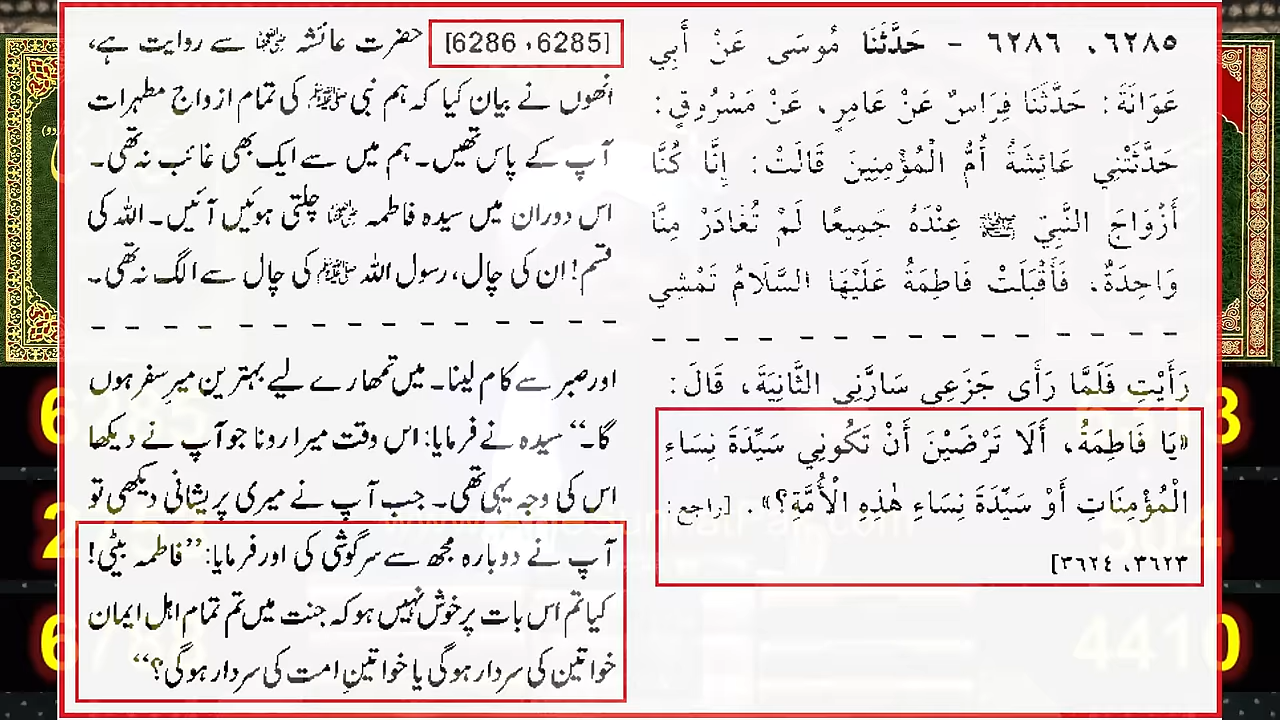 ٦٢٨٥، ٦٢٨٦ - حَدَّثَنَا مُوسَى عَنْ أَبِي
عَوَانَةَ: حَدَّثَنَا فِرَاسٌ عَنْ عَامِرٍ، عَنْ مَسْرُوقٍ:
حَدَّثَتْنِي عَائِشَةُ أُمُّ الْمُؤْمِنِينَ قَالَتْ: إِنَّا كُنَّا
أَزْوَاجَ النَّبِيِّ ﷺ عِنْدَهُ جَمِيعًا لَمْ تُغَادَرْ مِنَّا
وَاحِدَةٌ، فَأَقْبَلَتْ فَاطِمَةُ عَلَيْهَا السَّلَامُ تَمْشِي
رَأَيْتِ فَلَمَّا رَأَى جَزَعِي سَارَّنِي الثَّانِيَةَ، قَالَ:
«يَا فَاطِمَةُ، أَلَا تَرْضَيْنَ أَنْ تَكُونِي سَيِّدَةَ نِسَاءِ
الْمُؤْمِنَاتِ أَوْ سَيِّدَةَ نِسَاءِ هٰذِهِ الْأُمَّةِ؟». [راجع:
٣٦٢٣، ٣٦٢٤]
[6285، 6286] حضرت عائشہ ؓ سے روایت ہے،
انھوں نے بیان کیا کہ ہم نبی ﷺ کی تمام ازواج مطہرات
آپ کے پاس تھیں۔ ہم میں سے ایک بھی غائب نہ تھی۔
اس دوران میں سیدہ فاطمہ ؓ چلتی ہوئیں آئیں۔ اللہ کی
قسم! ان کی چال، رسول اللہ ﷺ کی چال سے الگ نہ تھی۔
اور صبر سے کام لینا۔ میں تمھارے لیے بہترین میر سفر ہوں
گا۔‘‘ سیدہ نے فرمایا: اس وقت میرا رونا جو آپ نے دیکھا
اس کی وجہ یہی تھی۔ جب آپ نے میری پریشانی دیکھی تو
آپ نے دوبارہ مجھ سے سرگوشی کی اور فرمایا: ’’فاطمہ بیٹی!
کیا تم اس بات پر خوش نہیں ہو کہ جنت میں تم تمام اہل ایمان
خواتین کی سردار ہو گی یا خواتینِ امت کی سردار ہو گی؟‘‘
4410